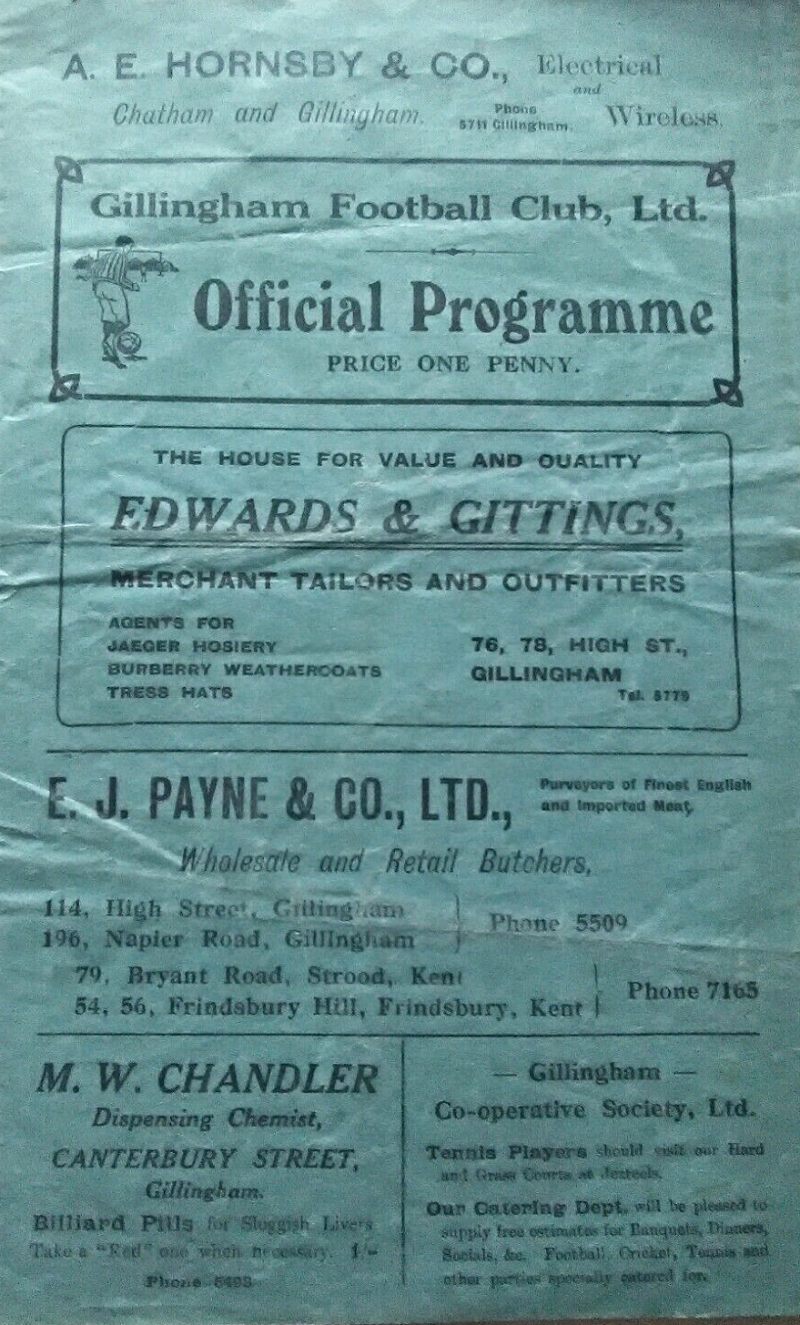 A. E. HORNSBY & CO., Electrical
and
Chatham and Gillingham. Phone 5711 Gillingham. Wireless.
Gillingham Football Club, Ltd.
Official Programme
PRICE ONE PENNY.
THE HOUSE FOR VALUE AND QUALITY
EDWARDS & GITTINGS,
MERCHANT TAILORS AND OUTFITTERS
AGENTS FOR
JAEGER HOSIERY
BURBERRY WEATHERCOATS
TRESS HATS
76, 78, HIGH ST.,
GILLINGHAM
Tel. 5779
E. J. PAYNE & CO., LTD.,
Purveyors of Finest English
and Imported Meat,
Wholesale and Retail Butchers,
114, High Street, Gillingham
196, Napier Road, Gillingham
Phone 5509
79, Bryant Road, Strood, Kent
54, 56, Frindsbury Hill, Frindsbury, Kent
Phone 7165
M. W. CHANDLER
Dispensing Chemist,
CANTERBURY STREET,
Gillingham.
Billiard Pills for Sluggish Livers
Take a "Red" one when necessary. 1/-
Phone 5493
— Gillingham —
Co-operative Society, Ltd.
Tennis Players should visit our Hard
and Grass Courts at Jezreels.
Our Catering Dept. will be pleased to
supply free estimates for Banquets, Dinners,
Socials, &c. Football, Cricket, Tennis and
other parties specially catered for.